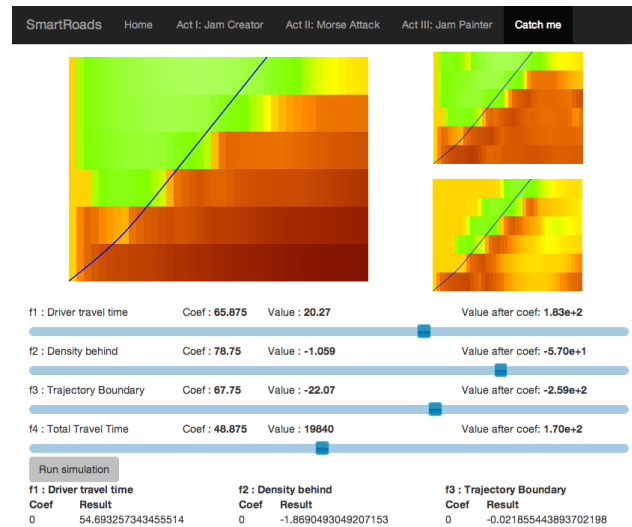 SmartRoads Home Act I: Jam Creator Act II: Morse Attack Act III: Jam Painter Catch me
f1 : Driver travel time Coef : 65.875 Value : 20.27 Value after coef: 1.83e+2
f2 : Density behind Coef : 78.75 Value : -1.059 Value after coef: -5.70e+1
f3 : Trajectory Boundary Coef : 67.75 Value : -22.07 Value after coef: -2.59e+2
f4 : Total Travel Time Coef : 48.875 Value : 19840 Value after coef: 1.70e+2
Run simulation
f1 : Driver travel time f2 : Density behind f3 : Trajectory Boundary
Coef Result Coef Result Coef Result
0 54.693257343455514 0 -1.8690493049207153 0 -0.021855443893702198